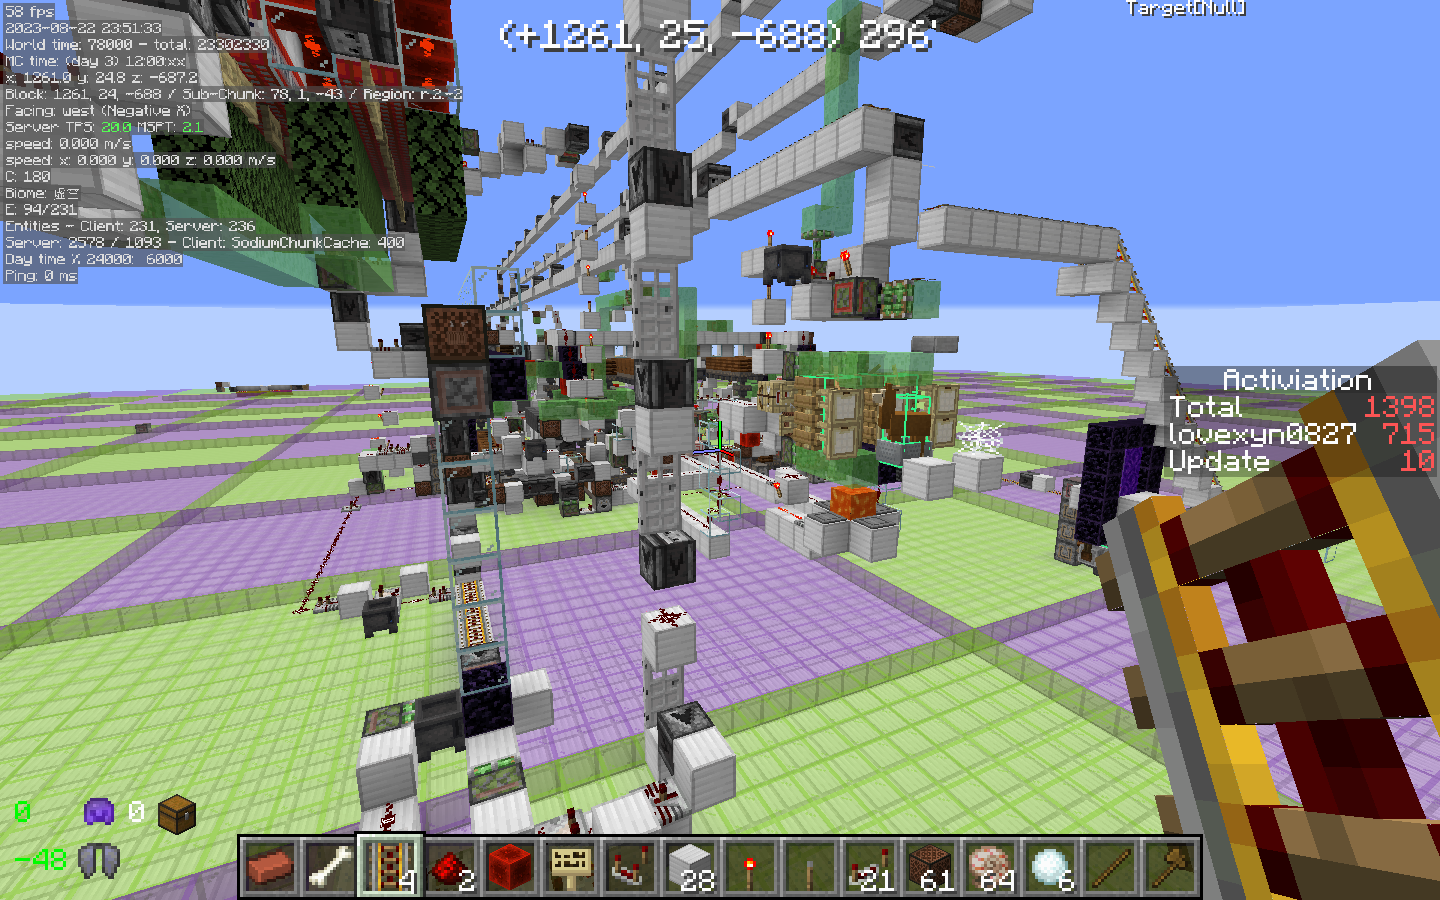 58 fps
2023-08-22 23:51:33
World time: 78000 - total: 23302330
MC time: (day 3) 12:00:xx
x: 1261.0 y: 24.8 z: -687.2
Block: 1261, 24, -688 / Sub-Chunk: 78, 1, -43 / Region: r.2.-2
Facing: west (Negative X)
Server TPS: 20.0 MSPT: 2.1
speed: 0.000 m/s
speed: x: 0.000 y: 0.000 z: 0.000 m/s
C: 180
Biome: 虚空
E: 94/231
Entities - Client: 231, Server: 236
Server: 2578 / 1093 - Client: SodiumChunkCache: 400
Day time % 24000: 6000
Ping: 0 ms
(+1261, 25, -688) 296°
Target[Null]
Activiation
Total 1398
lovexyn0827 715
Update 10
0 0
-48
4 2 28 21 61 64 6